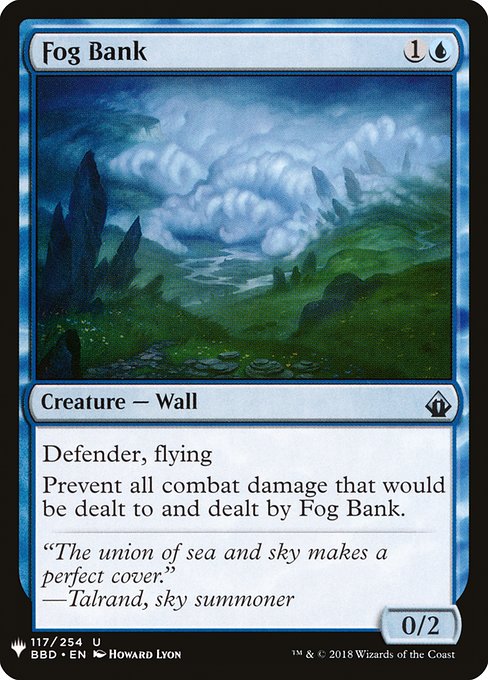 Fog Bank 1
Creature — Wall
Defender, flying
Prevent all combat damage that would
be dealt to and dealt by Fog Bank.
“The union of sea and sky makes a
perfect cover.”
—Talrand, sky summoner
0/2
117/254 U
BBD • EN Howard Lyon
™ & © 2018 Wizards of the Coast